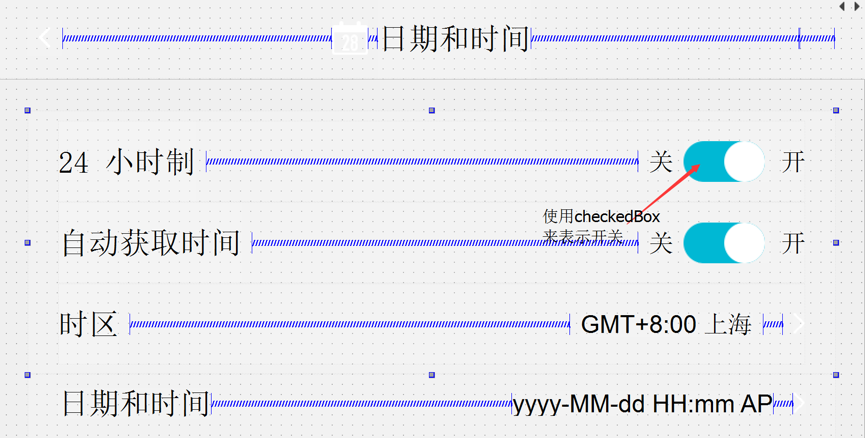 28 日期和时间
24 小时制 关 开
使用checkedBox
来表示开关
自动获取时间 关 开
时区 GMT+8:00 上海
日期和时间 yyyy-MM-dd HH:mm AP